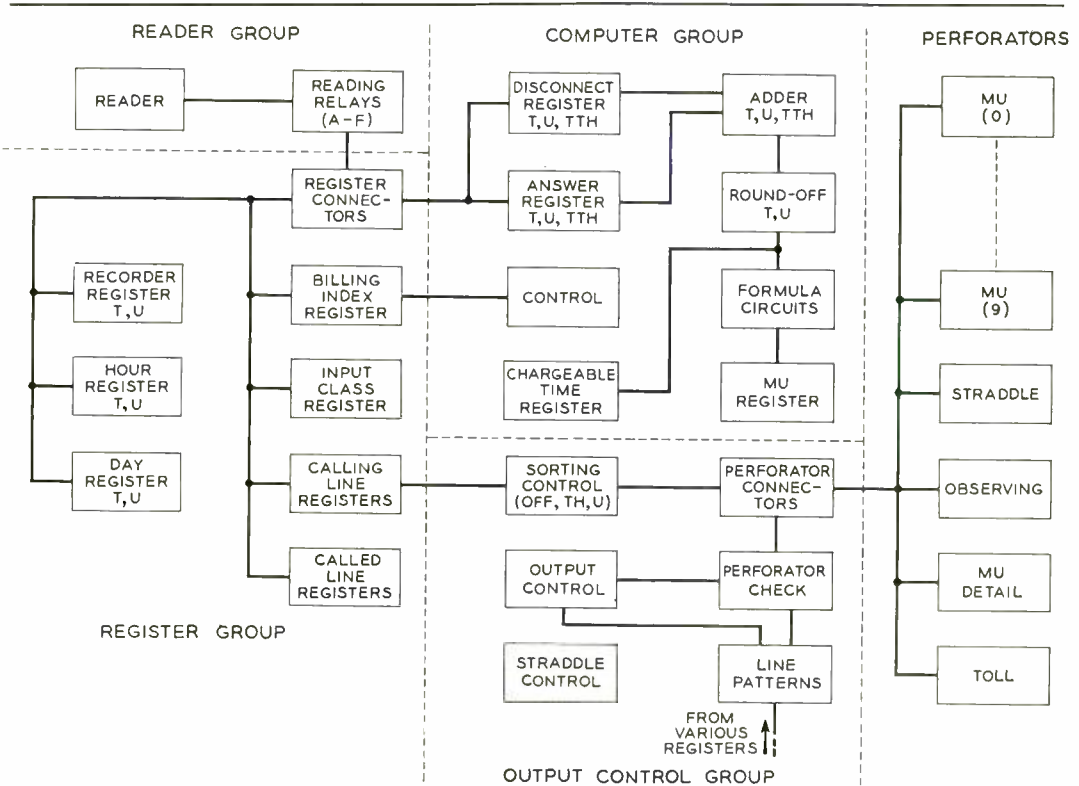 READER GROUP
READER
READING
RELAYS
(A-F)
REGISTER
CONNEC-
TORS
RECORDER
REGISTER
T,U
HOUR
REGISTER
T,U
DAY
REGISTER
T,U
BILLING
INDEX
REGISTER
INPUT
CLASS
REGISTER
CALLING
LINE
REGISTERS
CALLED
LINE
REGISTERS
REGISTER GROUP
COMPUTER GROUP
DISCONNECT
REGISTER
T,U,TTH
ADDER
T,U,TTH
ANSWER
REGISTER
T,U,TTH
ROUND-OFF
T,U
CONTROL
FORMULA
CIRCUITS
CHARGEABLE
TIME
REGISTER
MU
REGISTER
SORTING
CONTROL
(OFF,TH,U)
PERFORATOR
CONNEC-
TORS
OUTPUT
CONTROL
PERFORATOR
CHECK
STRADDLE
CONTROL
LINE
PATTERNS
FROM
VARIOUS
REGISTERS
OUTPUT CONTROL GROUP
PERFORATORS
MU
(0)
MU
(9)
STRADDLE
OBSERVING
MU
DETAIL
TOLL